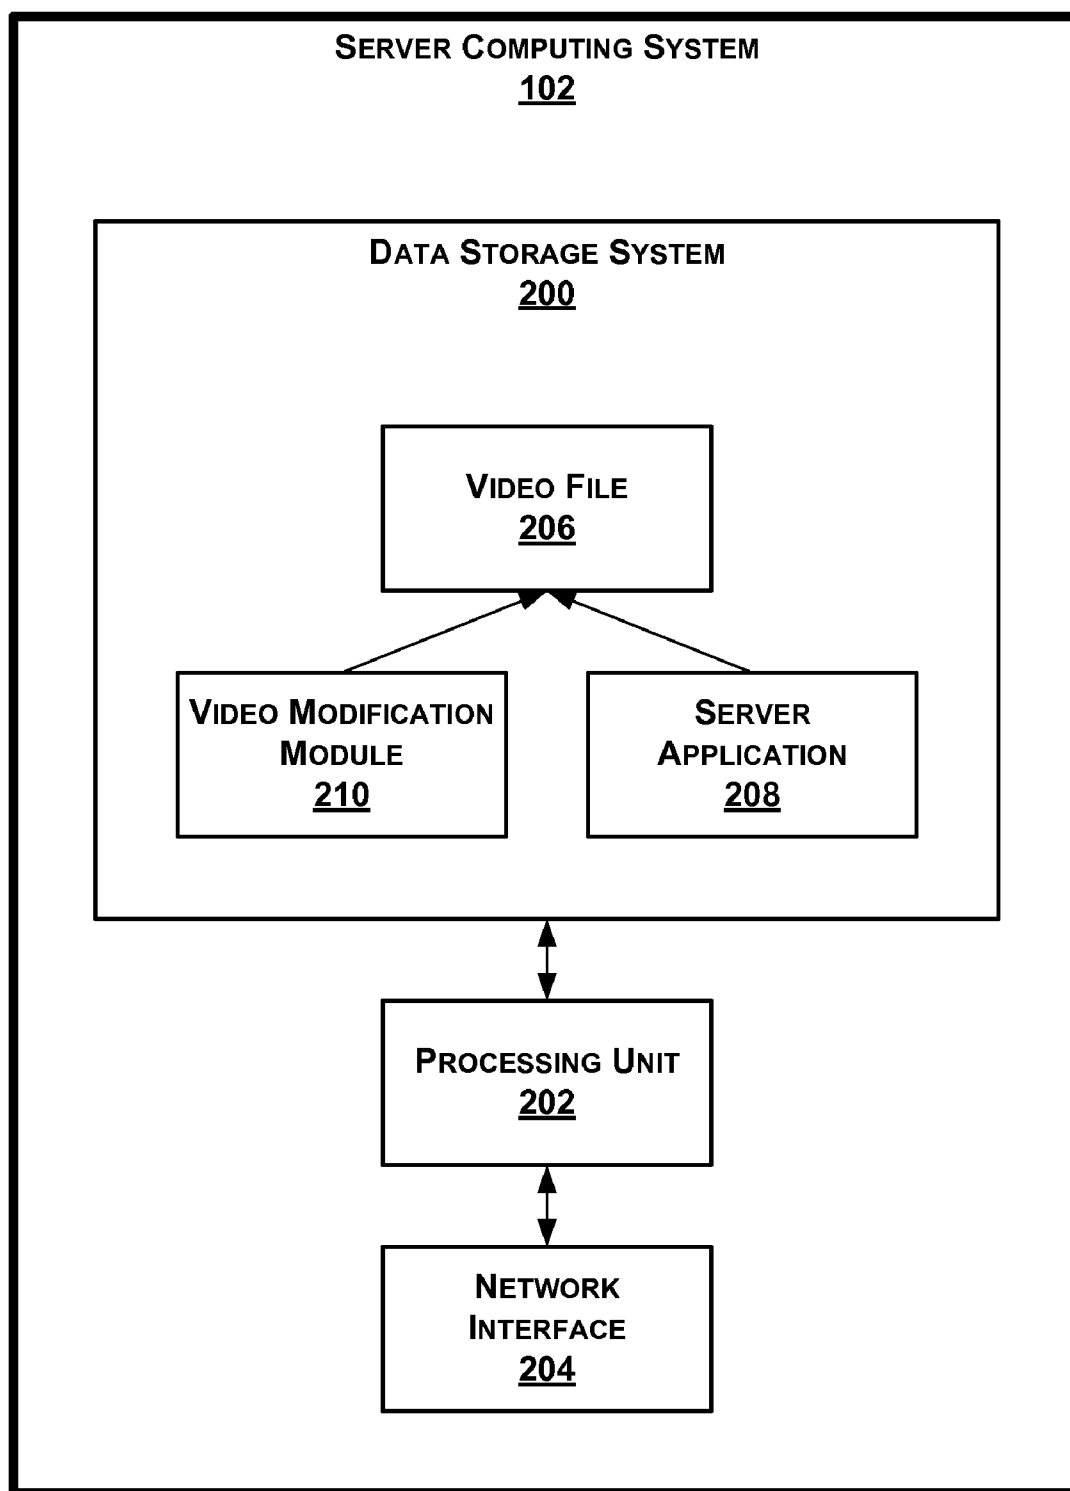 SERVER COMPUTING SYSTEM
102
DATA STORAGE SYSTEM
200
VIDEO FILE
206
VIDEO MODIFICATION
MODULE
210
SERVER
APPLICATION
208
PROCESSING UNIT
202
NETWORK
INTERFACE
204